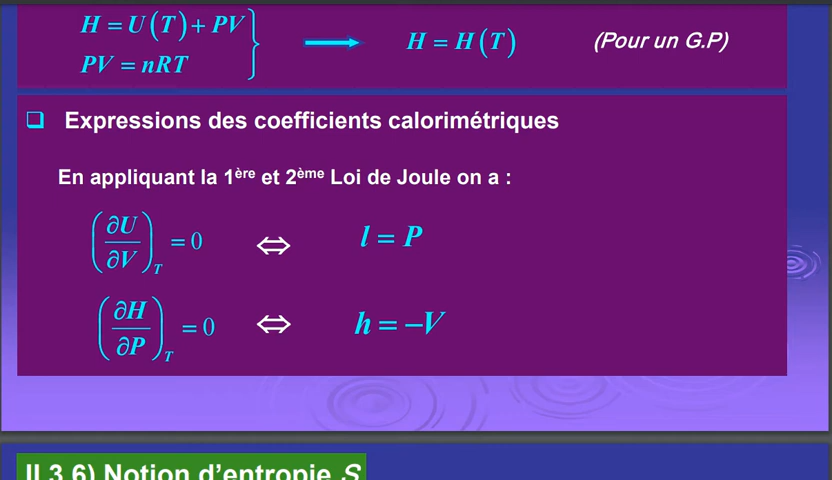 H = U(T) + PV
PV = nRT
H = H(T)
(Pour un G.P)
Expressions des coefficients calorimétriques
En appliquant la 1ère et 2ème Loi de Joule on a :
(∂U/∂V)_T = 0 ⇔ l = P
(∂H/∂P)_T = 0 ⇔ h = −V
II.3.6) Notion d'entropie S